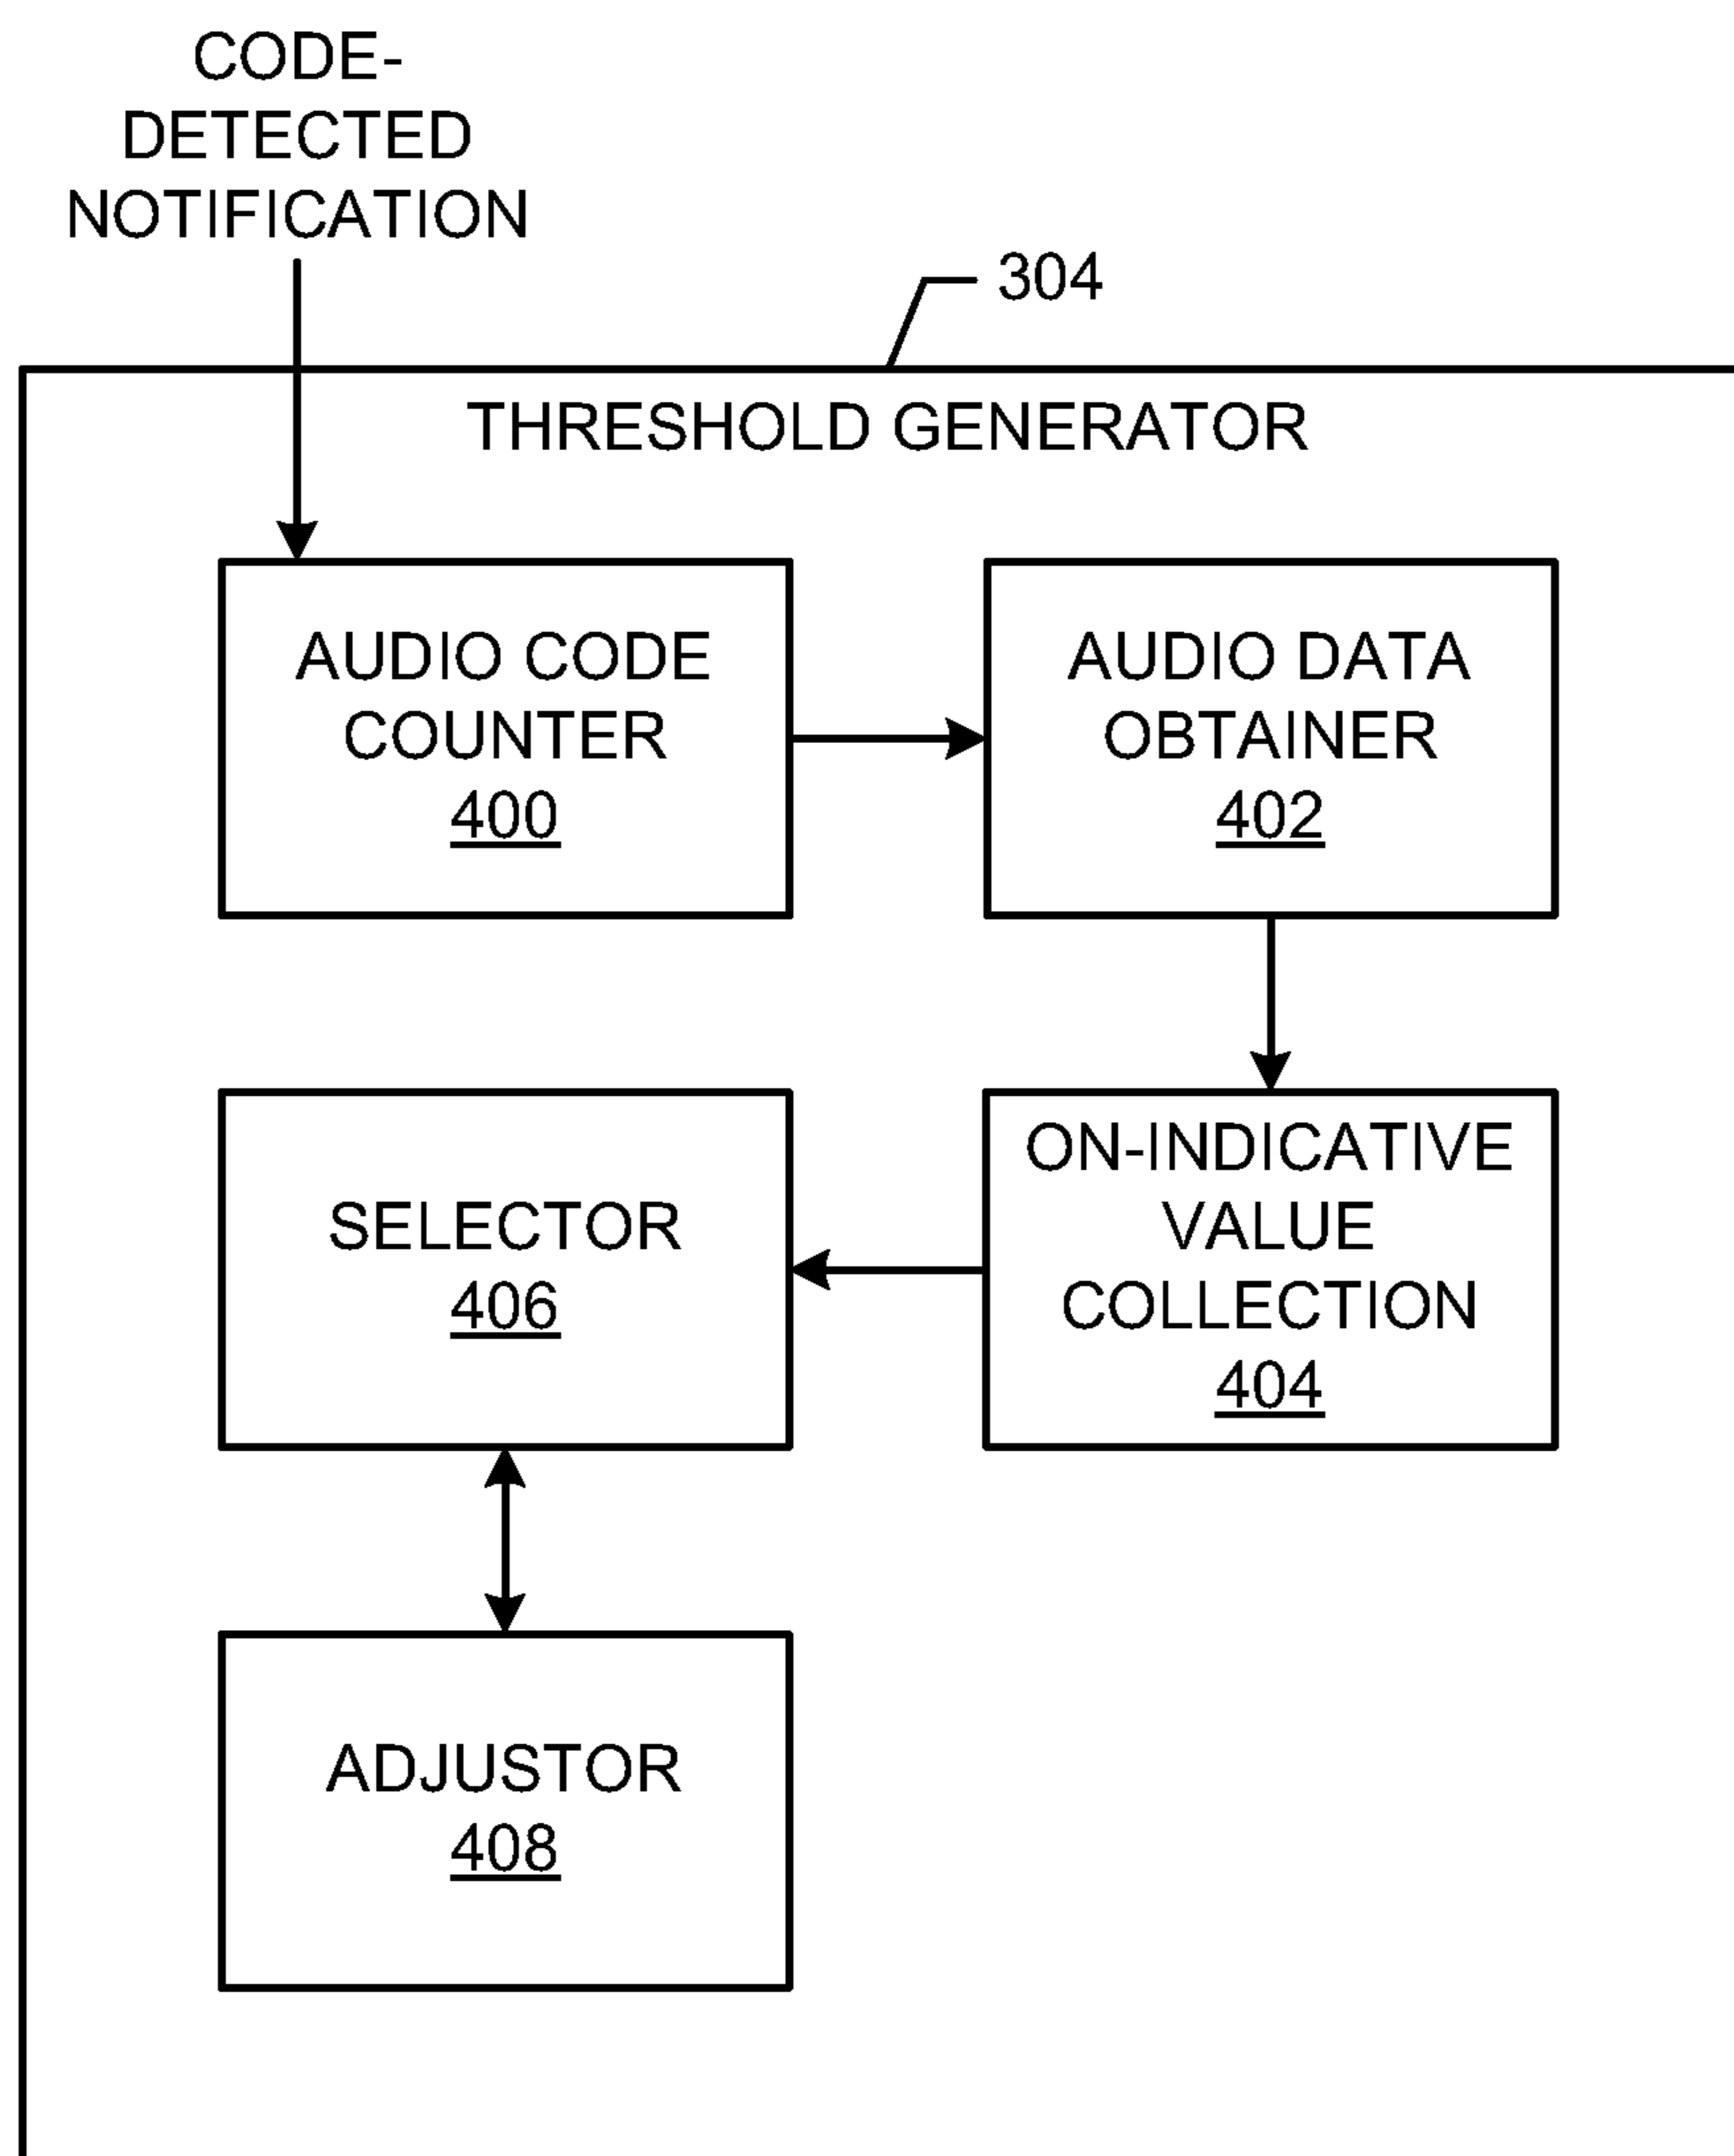 CODE-
DETECTED
NOTIFICATION
304
THRESHOLD GENERATOR
AUDIO CODE
COUNTER
400
AUDIO DATA
OBTAINER
402
ON-INDICATIVE
VALUE
COLLECTION
404
SELECTOR
406
ADJUSTOR
408